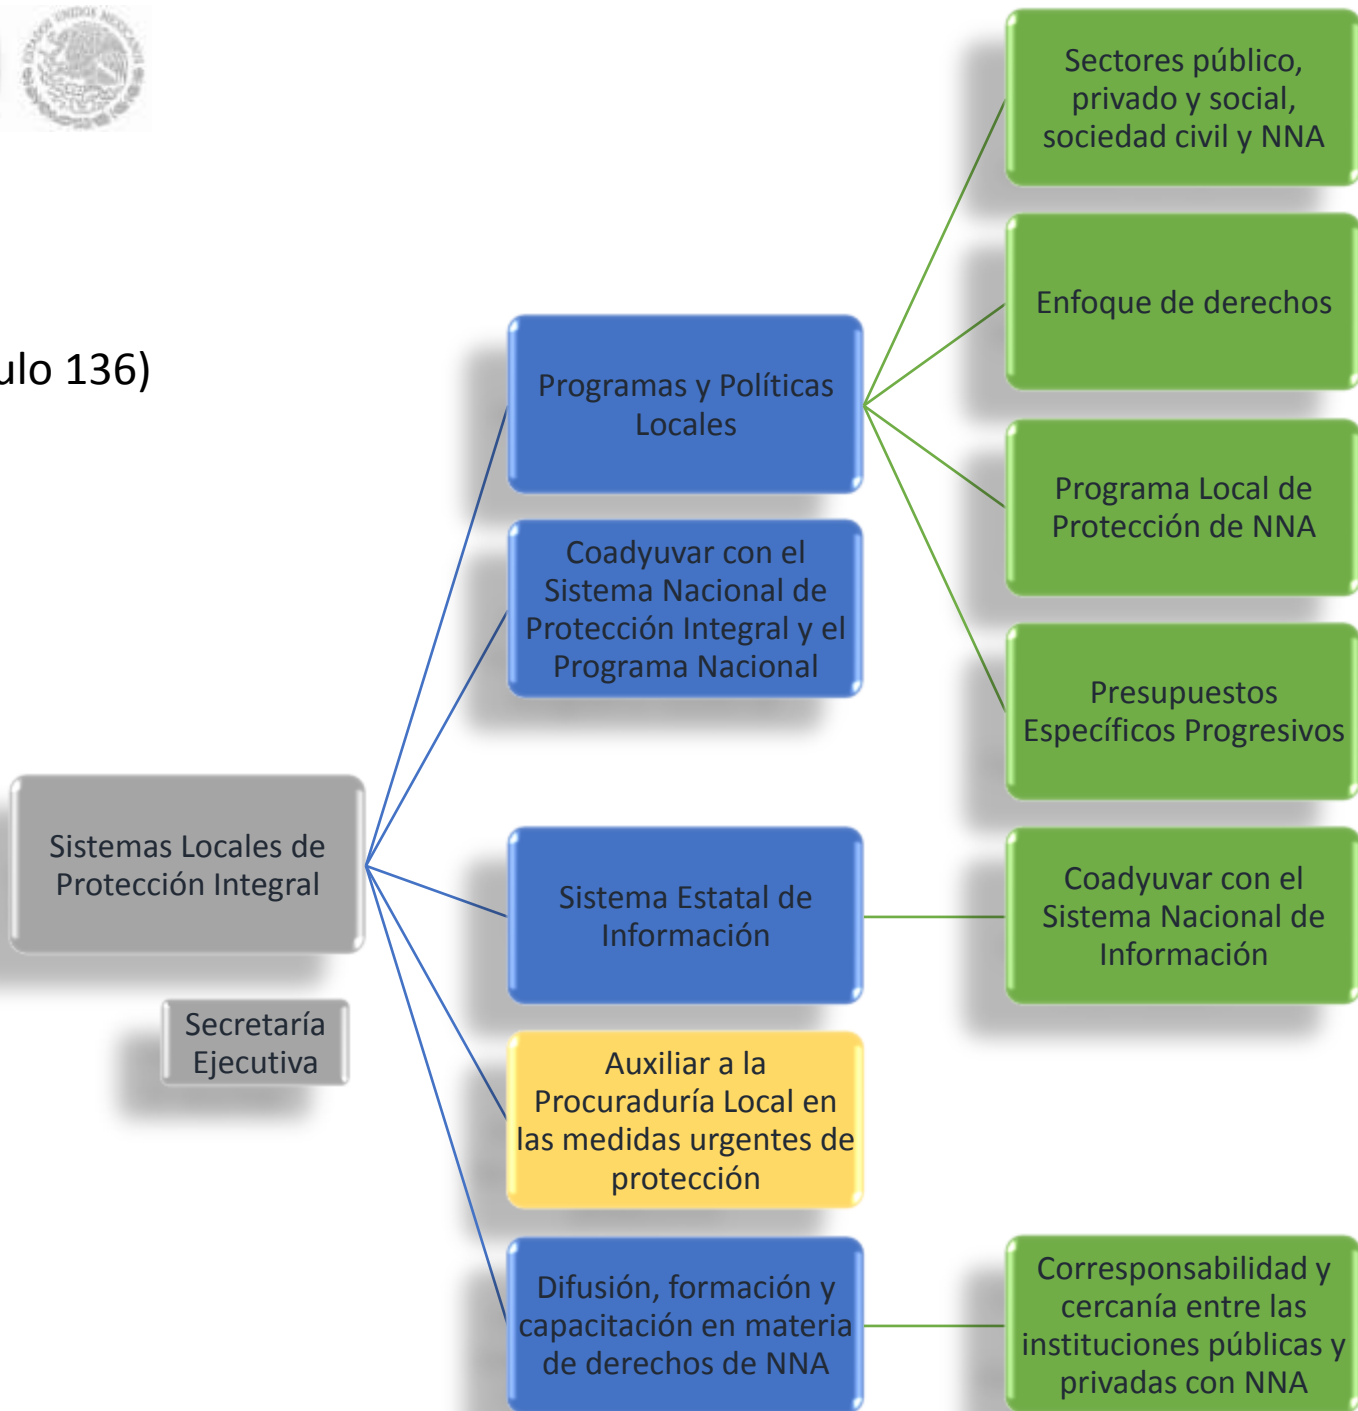 ESTADOS UNIDOS MEXICANOS
ulo 136)
Sistemas Locales de
Protección Integral
Secretaría
Ejecutiva
Programas y Políticas
Locales
Coadyuvar con el
Sistema Nacional de
Protección Integral y el
Programa Nacional
Sistema Estatal de
Información
Auxiliar a la
Procuraduría Local en
las medidas urgentes de
protección
Difusión, formación y
capacitación en materia
de derechos de NNA
Sectores público,
privado y social,
sociedad civil y NNA
Enfoque de derechos
Programa Local de
Protección de NNA
Presupuestos
Específicos Progresivos
Coadyuvar con el
Sistema Nacional de
Información
Corresponsabilidad y
cercanía entre las
instituciones públicas y
privadas con NNA